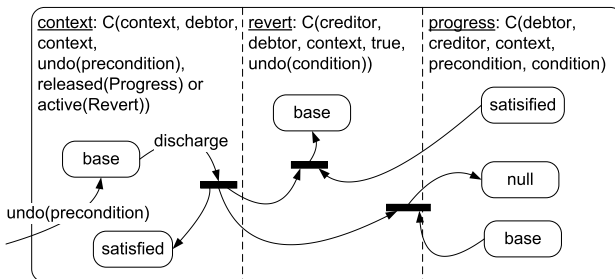 context: C(context, debtor,
context,
undo(precondition),
released(Progress) or
active(Revert))
revert: C(creditor,
debtor, context, true,
undo(condition))
progress: C(debtor,
creditor, context,
precondition, condition)
base
satisified
discharge
base
null
undo(precondition)
satisfied
base